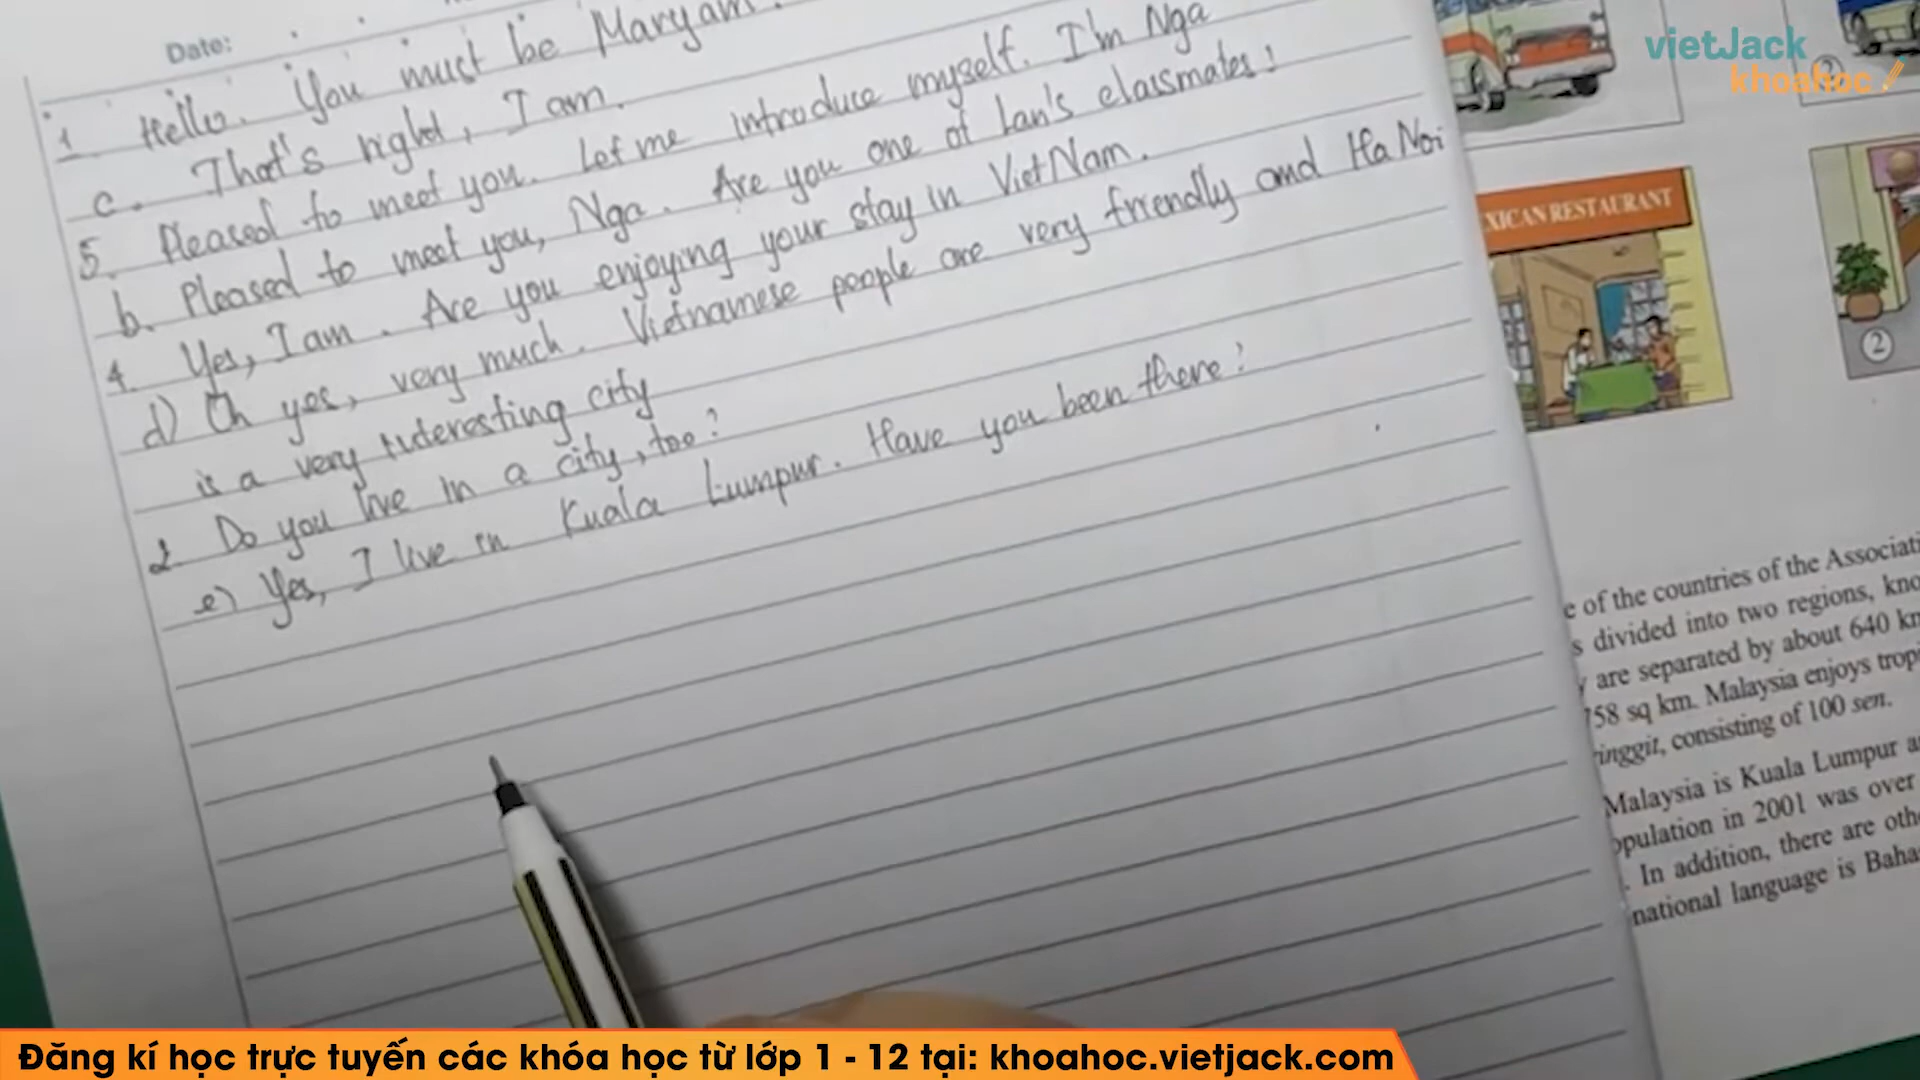 Date:
1. Hello. You must be Maryam.
c. That's right, I am.
5. Pleased to meet you. Let me introduce myself. I'm Nga
b. Pleased to meet you, Nga. Are you one of Lan's classmates?
4. Yes, I am. Are you enjoying your stay in VietNam.
d) Oh yes, very much. Vietnamese people are very friendly and Ha Noi
is a very interesting city
2. Do you live in a city, too?
e) Yes, I live in Kuala Lumpur. Have you been there?
vietJack
khoahoc
2
XICAN RESTAURANT
2
e of the countries of the Associati
s divided into two regions, kno
y are separated by about 640 km
758 sq km. Malaysia enjoys trop
ringgit, consisting of 100 sen.
Malaysia is Kuala Lumpur a
opulation in 2001 was over
. In addition, there are oth
national language is Baha
Đăng kí học trực tuyến các khóa học từ lớp 1 - 12 tại: khoahoc.vietjack.com